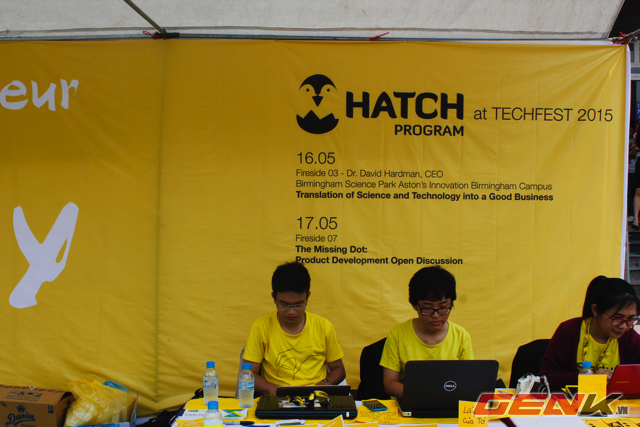 eur
y
HATCH
PROGRAM
at TECHFEST 2015
16.05
Fireside 03 - Dr. David Hardman, CEO
Birmingham Science Park Aston's Innovation Birmingham Campus
Translation of Science and Technology into a Good Business
17.05
Fireside 07
The Missing Dot:
Product Development Open Discussion
DELL
GENK.VN